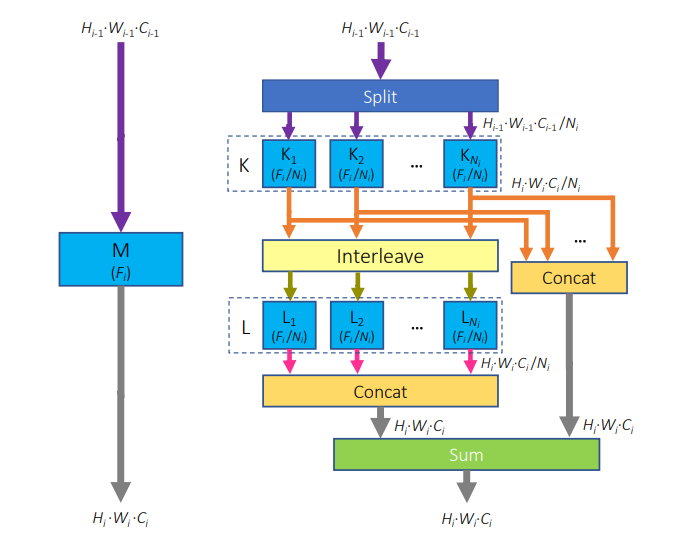 Hi-1·Wi-1·Ci-1
Hi-1·Wi-1·Ci-1
Split
Hi-1·Wi-1·Ci-1/Ni
K
K1
(Fi/Ni)
K2
(Fi/Ni)
...
KNi
(Fi/Ni)
Hi·Wi·Ci/Ni
M
(Fi)
Interleave
...
Concat
L
L1
(Fi/Ni)
L2
(Fi/Ni)
...
LNi
(Fi/Ni)
Hi·Wi·Ci/Ni
Concat
Hi·Wi·Ci
Hi·Wi·Ci
Sum
Hi·Wi·Ci
Hi·Wi·Ci